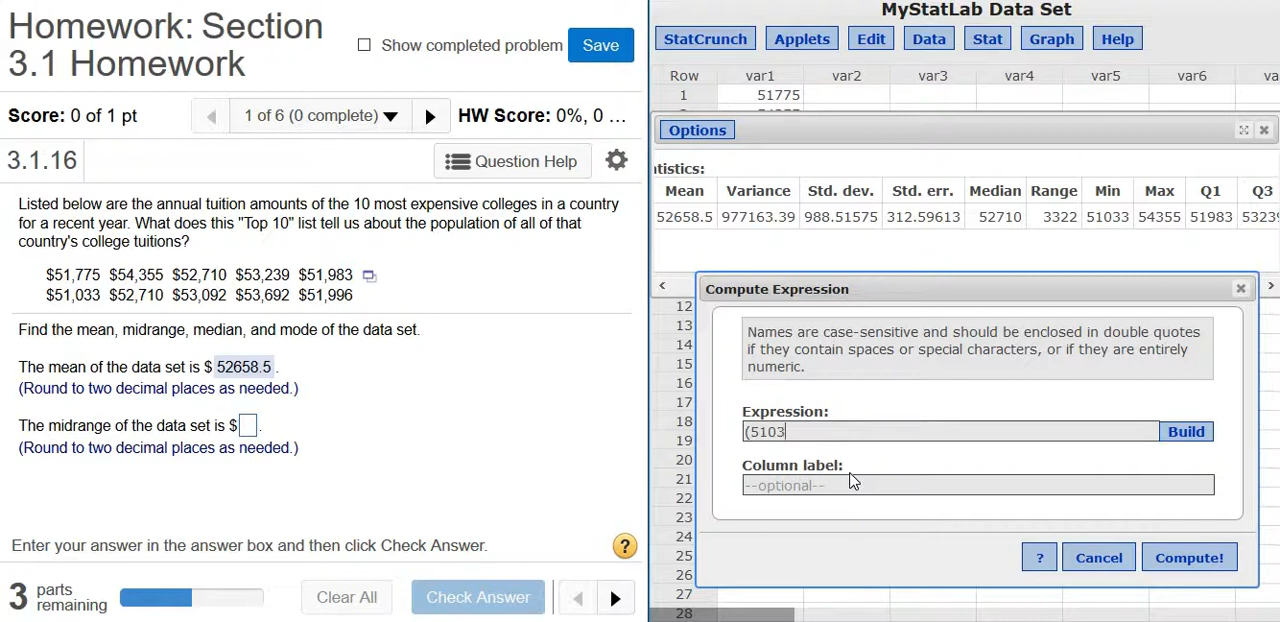 Homework: Section
3.1 Homework
Show completed problem
Save
Score: 0 of 1 pt
1 of 6 (0 complete)
HW Score: 0%, 0 ...
3.1.16
Question Help
Listed below are the annual tuition amounts of the 10 most expensive colleges in a country
for a recent year. What does this "Top 10" list tell us about the population of all of that
country's college tuitions?
$51,775 $54,355 $52,710 $53,239 $51,983
$51,033 $52,710 $53,092 $53,692 $51,996
Find the mean, midrange, median, and mode of the data set.
The mean of the data set is $ 52658.5 .
(Round to two decimal places as needed.)
The midrange of the data set is $ .
(Round to two decimal places as needed.)
Enter your answer in the answer box and then click Check Answer.
?
3 parts
remaining
Clear All
Check Answer
MyStatLab Data Set
StatCrunch Applets Edit Data Stat Graph Help
Row var1 var2 var3 var4 var5 var6 va
1 51775
Options
tistics:
Mean Variance Std. dev. Std. err. Median Range Min Max Q1 Q3
52658.5 977163.39 988.51575 312.59613 52710 3322 51033 54355 51983 5323
Compute Expression
Names are case-sensitive and should be enclosed in double quotes
if they contain spaces or special characters, or if they are entirely
numeric.
Expression:
(5103
Build
Column label:
--optional--
?
Cancel
Compute!
12
13
14
15
16
17
18
19
20
21
22
23
24
25
26
27
28